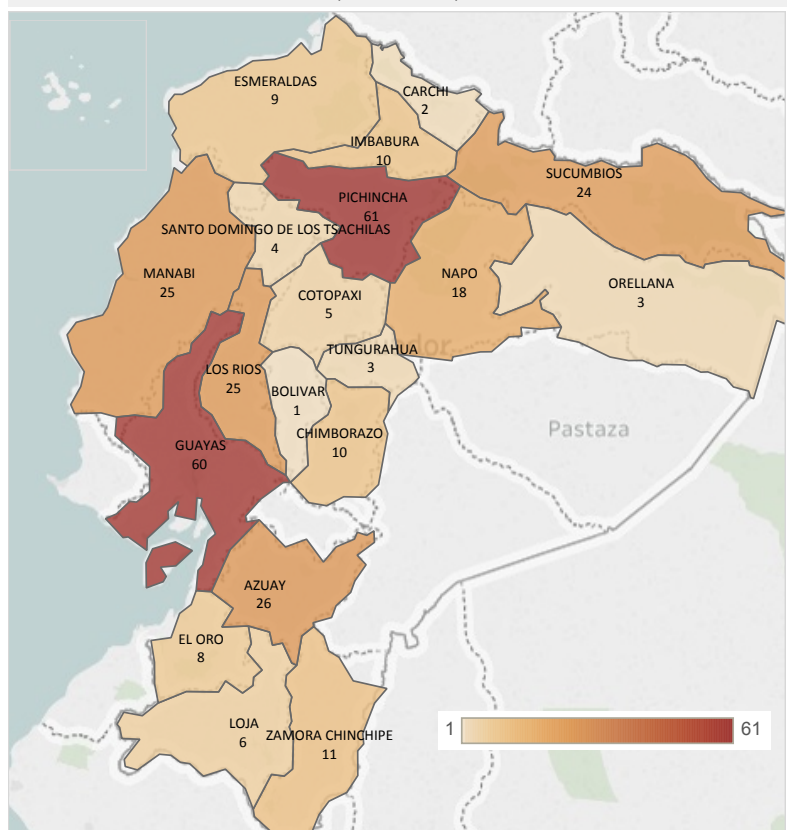 ESMERALDAS
9
CARCHI
2
IMBABURA
10
SUCUMBIOS
24
PICHINCHA
61
SANTO DOMINGO DE LOS TSACHILAS
4
MANABI
25
NAPO
18
ORELLANA
3
COTOPAXI
5
TUNGURAHUA
3
LOS RIOS
25
BOLIVAR
1
CHIMBORAZO
10
Pastaza
GUAYAS
60
AZUAY
26
EL ORO
8
LOJA
6
ZAMORA CHINCHIPE
11
1
61